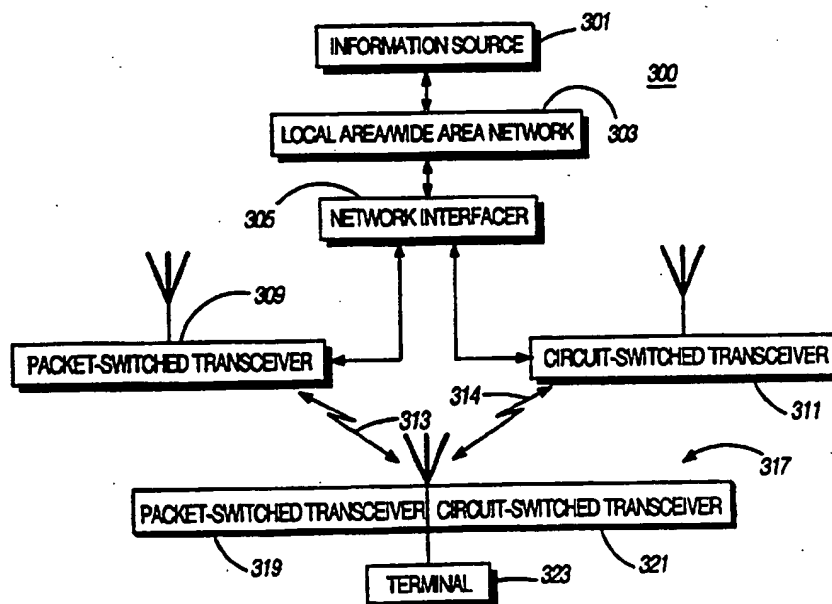 301
INFORMATION SOURCE
300
LOCAL AREA/WIDE AREA NETWORK
303
305
NETWORK INTERFACER
309
PACKET-SWITCHED TRANSCEIVER
CIRCUIT-SWITCHED TRANSCEIVER
314
311
313
317
PACKET-SWITCHED TRANSCEIVER
CIRCUIT-SWITCHED TRANSCEIVER
319
321
TERMINAL
323